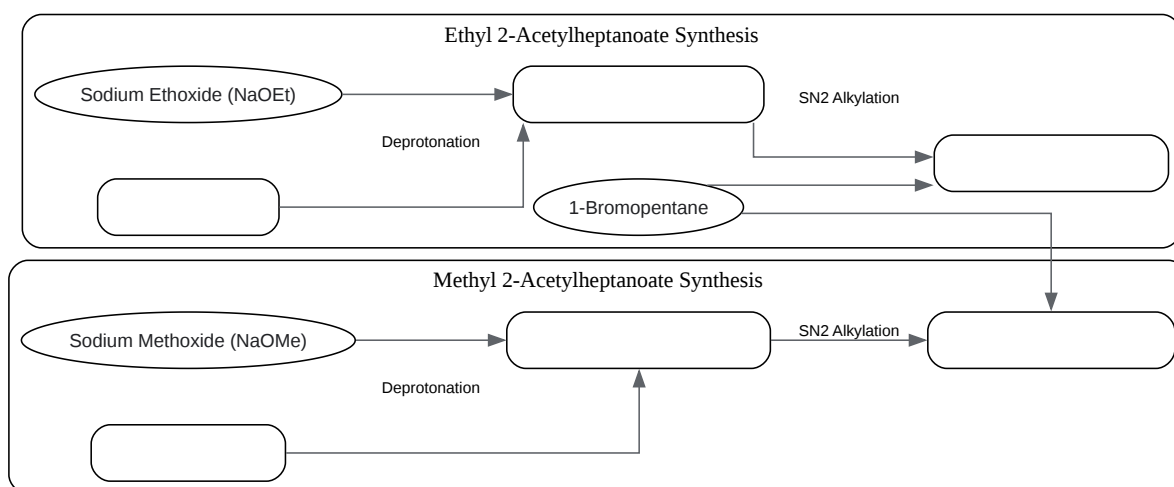 Ethyl 2-Acetylheptanoate Synthesis
Sodium Ethoxide (NaOEt)
SN2 Alkylation
Deprotonation
1-Bromopentane
Methyl 2-Acetylheptanoate Synthesis
Sodium Methoxide (NaOMe)
SN2 Alkylation
Deprotonation